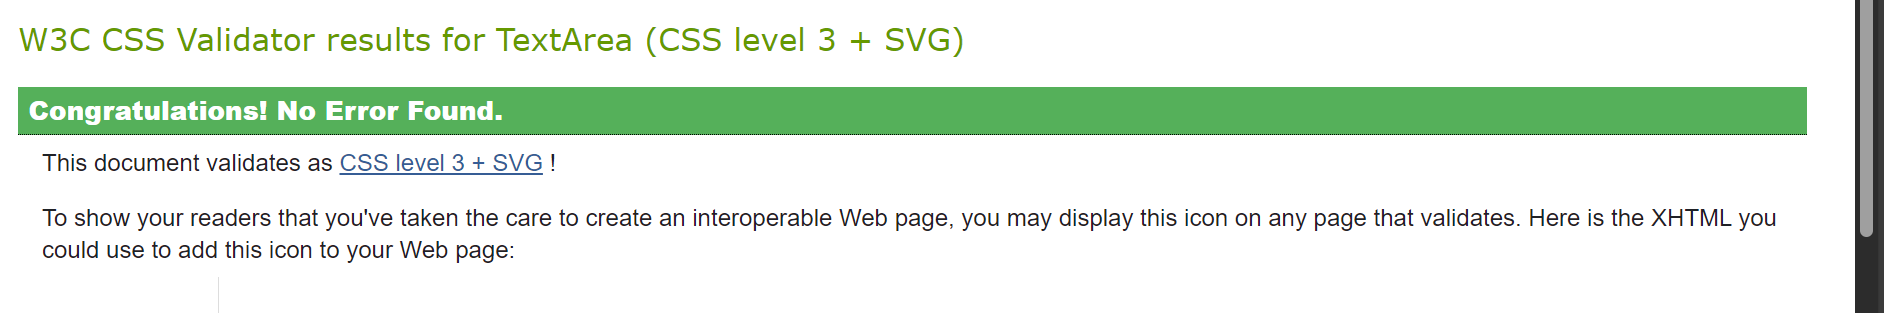 W3C CSS Validator results for TextArea (CSS level 3 + SVG)
Congratulations! No Error Found.
This document validates as CSS level 3 + SVG !
To show your readers that you've taken the care to create an interoperable Web page, you may display this icon on any page that validates. Here is the XHTML you
could use to add this icon to your Web page: